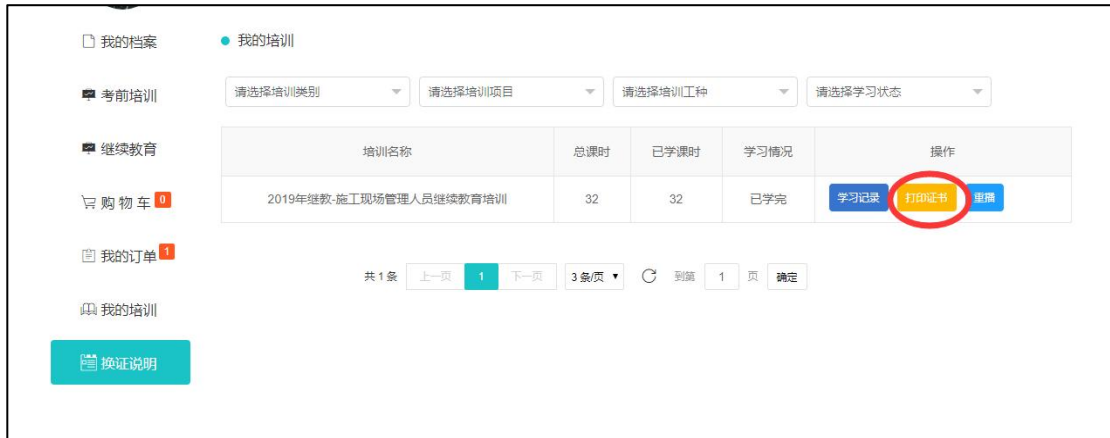 我的档案
考前培训
继续教育
购物车 0
我的订单 1
我的培训
换证说明
我的培训
请选择培训类别 请选择培训项目 请选择培训工种 请选择学习状态
培训名称 总课时 已学课时 学习情况 操作
2019年继教-施工现场管理人员继续教育培训 32 32 已学完 学习记录 打印证书 重播
共1条 上一页 1 下一页 3条/页 到第 1 页 确定